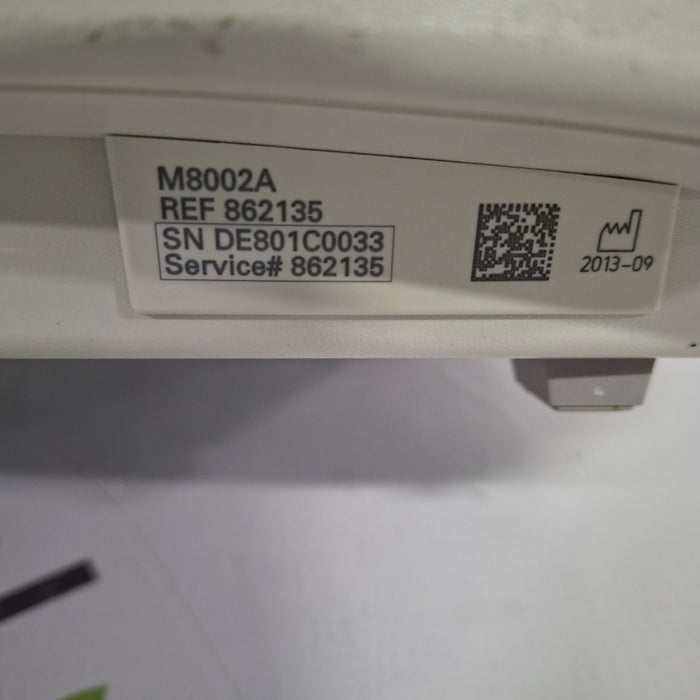 M8002A
REF 862135
SN DE801C0033
Service# 862135
2013-09